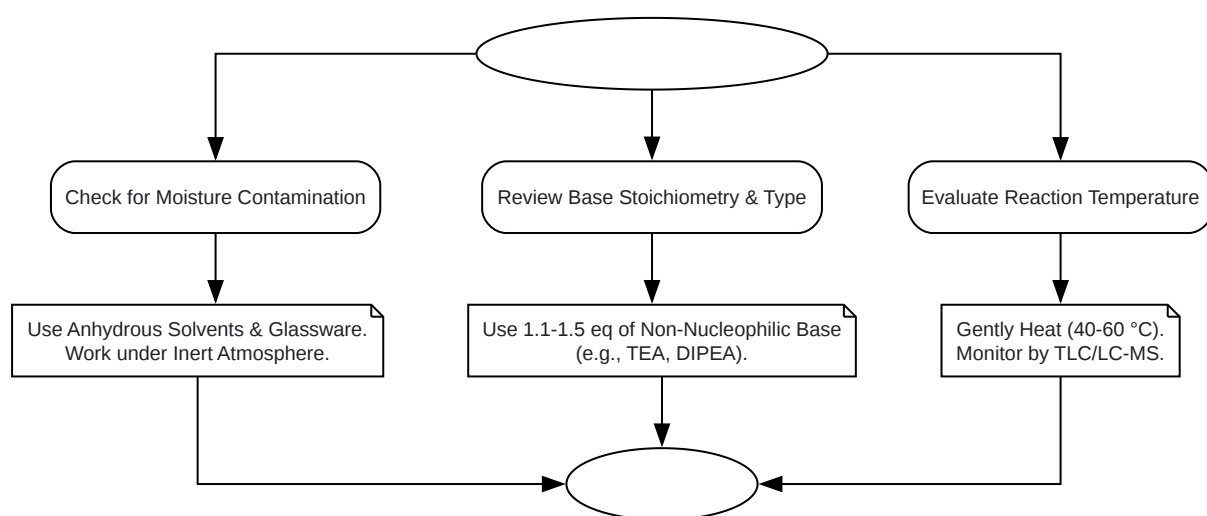 Check for Moisture Contamination
Review Base Stoichiometry & Type
Evaluate Reaction Temperature
Use Anhydrous Solvents & Glassware.
Work under Inert Atmosphere.
Use 1.1-1.5 eq of Non-Nucleophilic Base
(e.g., TEA, DIPEA).
Gently Heat (40-60 °C).
Monitor by TLC/LC-MS.